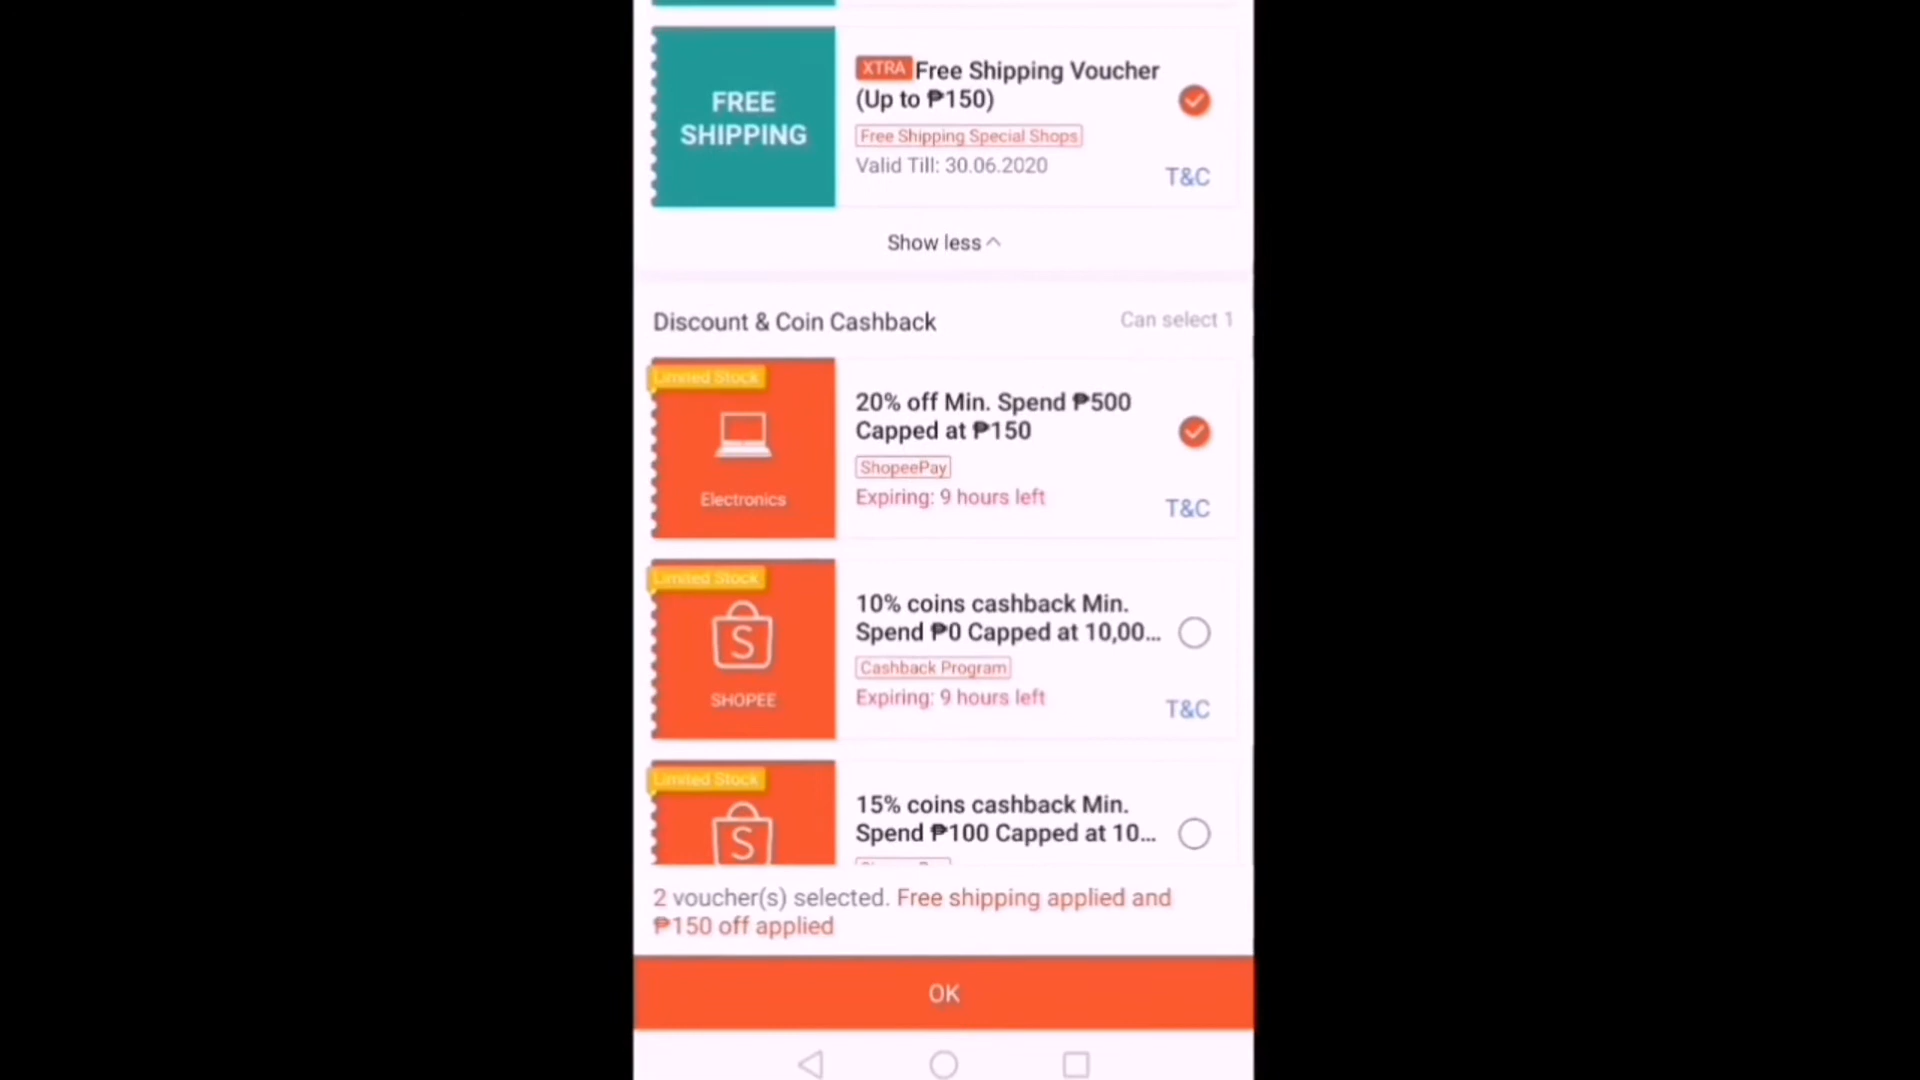 FREE
SHIPPING
XTRA Free Shipping Voucher
(Up to ₱150)
Free Shipping Special Shops
Valid Till: 30.06.2020
T&C
Show less
Discount & Coin Cashback
Can select 1
Limited Stock
Electronics
20% off Min. Spend ₱500
Capped at ₱150
ShopeePay
Expiring: 9 hours left
T&C
Limited Stock
S
SHOPEE
10% coins cashback Min.
Spend ₱0 Capped at 10,00...
Cashback Program
Expiring: 9 hours left
T&C
Limited Stock
S
15% coins cashback Min.
Spend ₱100 Capped at 10...
2 voucher(s) selected. Free shipping applied and
₱150 off applied
OK